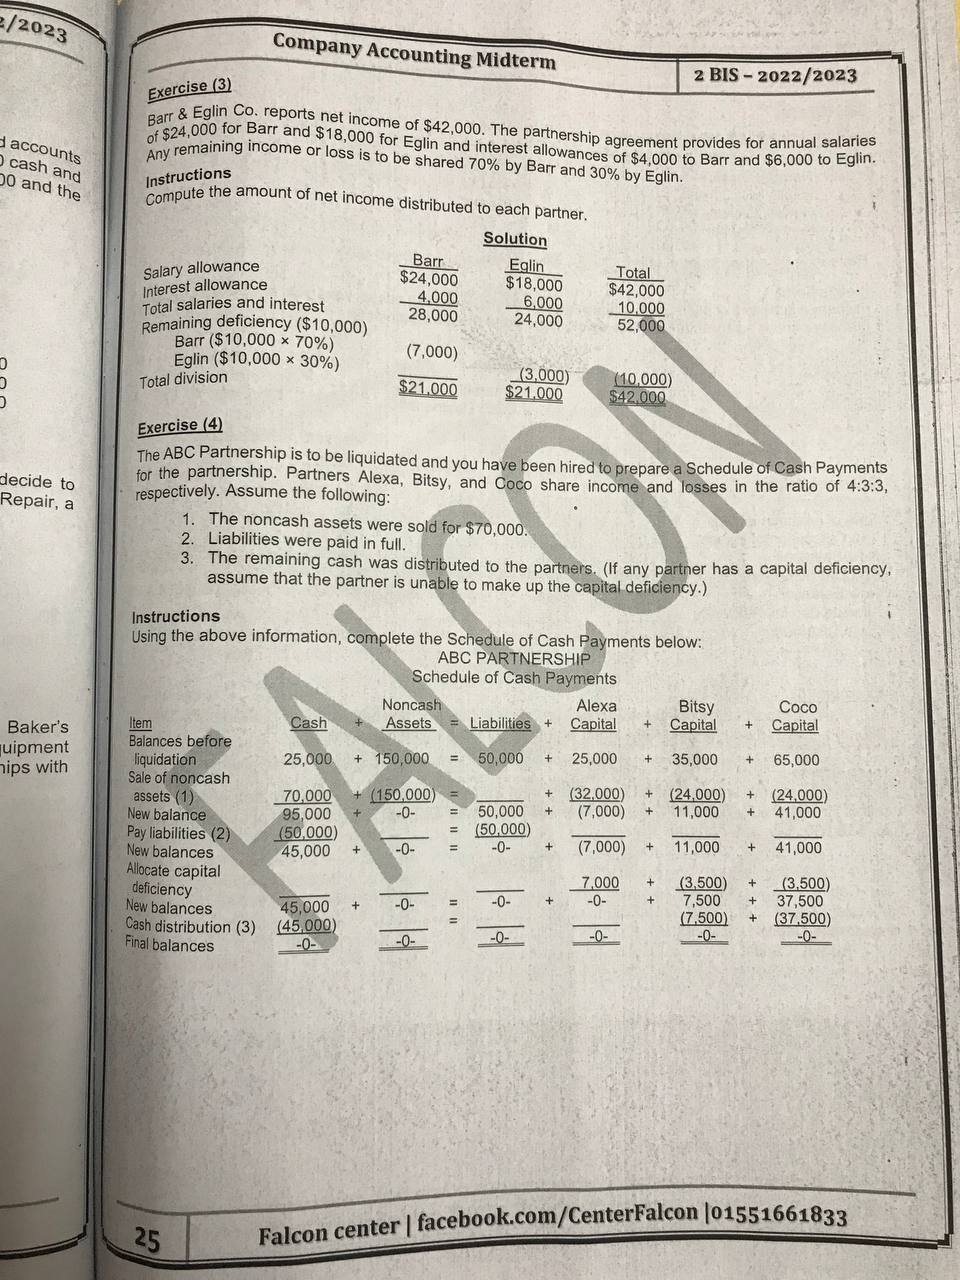 2/2023
d accounts
cash and
00 and the
0
0
0
decide to
Repair, a
Baker's
quipment
nips with
Company Accounting Midterm
2 BIS – 2022/2023
Exercise (3)
Barr & Eglin Co. reports net income of $42,000. The partnership agreement provides for annual salaries
of $24,000 for Barr and $18,000 for Eglin and interest allowances of $4,000 to Barr and $6,000 to Eglin.
Any remaining income or loss is to be shared 70% by Barr and 30% by Eglin.
Instructions
Compute the amount of net income distributed to each partner.
Solution
Barr Eglin Total
Salary allowance $24,000 $18,000 $42,000
Interest allowance 4,000 6,000 10,000
Total salaries and interest 28,000 24,000 52,000
Remaining deficiency ($10,000)
Barr ($10,000 × 70%) (7,000)
Eglin ($10,000 × 30%) (3,000) (10,000)
Total division $21,000 $21,000 $42,000
Exercise (4)
The ABC Partnership is to be liquidated and you have been hired to prepare a Schedule of Cash Payments
for the partnership. Partners Alexa, Bitsy, and Coco share income and losses in the ratio of 4:3:3,
respectively. Assume the following:
1. The noncash assets were sold for $70,000.
2. Liabilities were paid in full.
3. The remaining cash was distributed to the partners. (If any partner has a capital deficiency,
assume that the partner is unable to make up the capital deficiency.)
Instructions
Using the above information, complete the Schedule of Cash Payments below:
ABC PARTNERSHIP
Schedule of Cash Payments
Noncash Alexa Bitsy Coco
Item Cash + Assets = Liabilities + Capital + Capital + Capital
Balances before
liquidation 25,000 + 150,000 = 50,000 + 25,000 + 35,000 + 65,000
Sale of noncash
assets (1) 70,000 + (150,000) = + (32,000) + (24,000) + (24,000)
New balance 95,000 + -0- = 50,000 + (7,000) + 11,000 + 41,000
Pay liabilities (2) (50,000) = (50,000)
New balances 45,000 + -0- = -0- + (7,000) + 11,000 + 41,000
Allocate capital
deficiency 7,000 + (3,500) + (3,500)
New balances 45,000 + -0- = -0- + -0- + 7,500 + 37,500
Cash distribution (3) (45,000) = (7,500) + (37,500)
Final balances -0- -0- -0- -0- -0- -0-
FALCON
25
Falcon center | facebook.com/CenterFalcon |01551661833